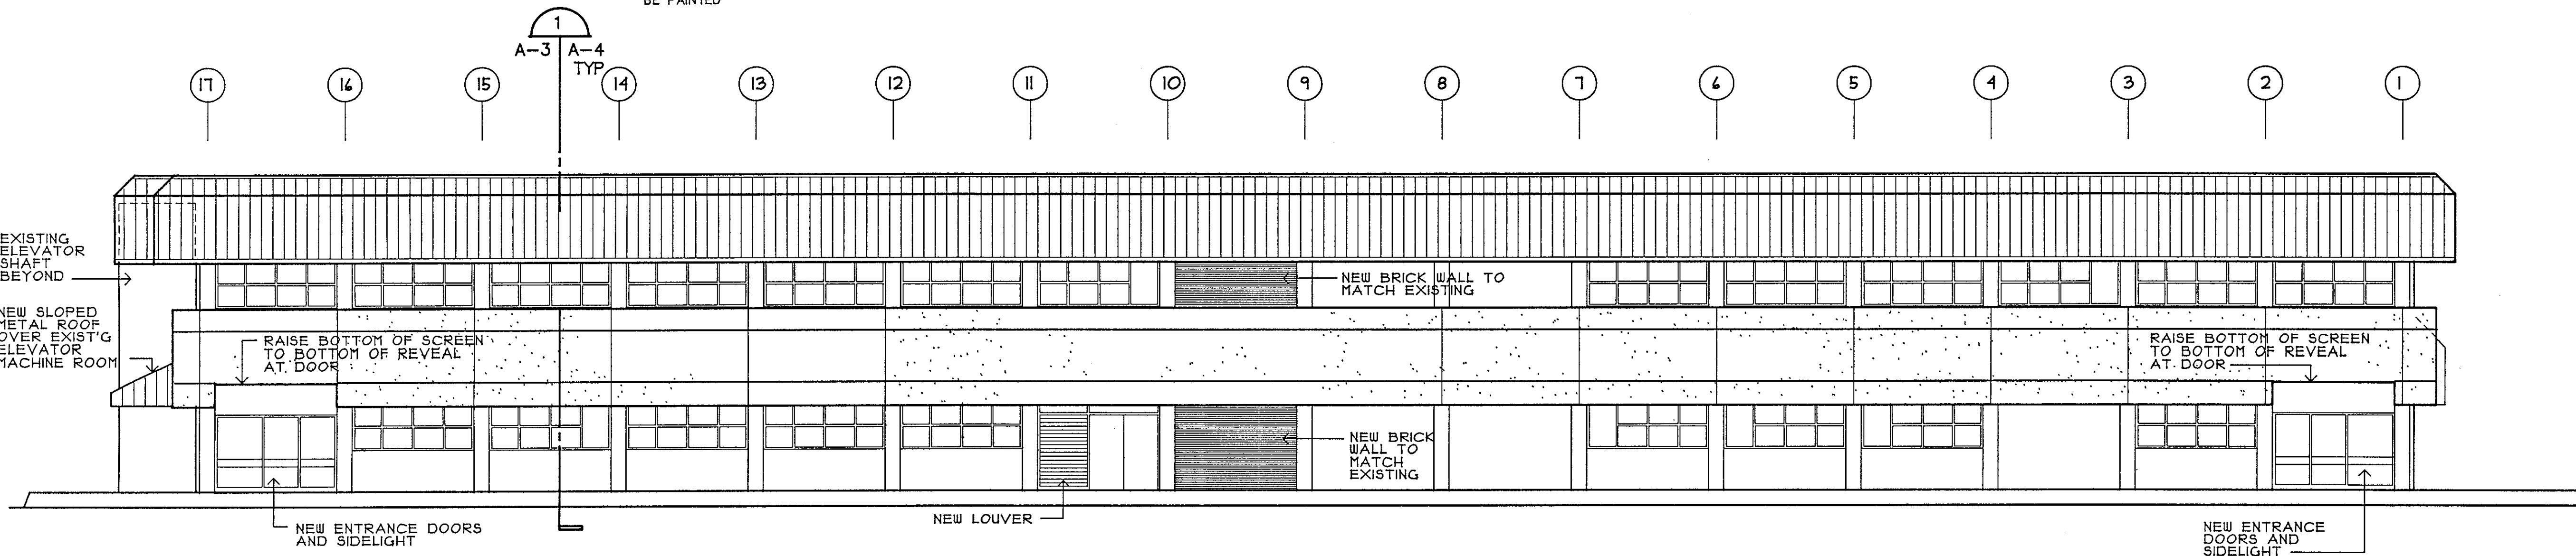 BE PAINTED
1
A-3 A-4
TYP
17 16 15 14 13 12 11 10 9 8 7 6 5 4 3 2 1
EXISTING
ELEVATOR
SHAFT
BEYOND
NEW SLOPED
METAL ROOF
OVER EXIST'G
ELEVATOR
MACHINE ROOM
RAISE BOTTOM OF SCREEN
TO BOTTOM OF REVEAL
AT DOOR
NEW BRICK WALL TO
MATCH EXISTING
RAISE BOTTOM OF SCREEN
TO BOTTOM OF REVEAL
AT DOOR
NEW BRICK
WALL TO
MATCH
EXISTING
NEW ENTRANCE DOORS
AND SIDELIGHT
NEW LOUVER
NEW ENTRANCE
DOORS AND
SIDELIGHT